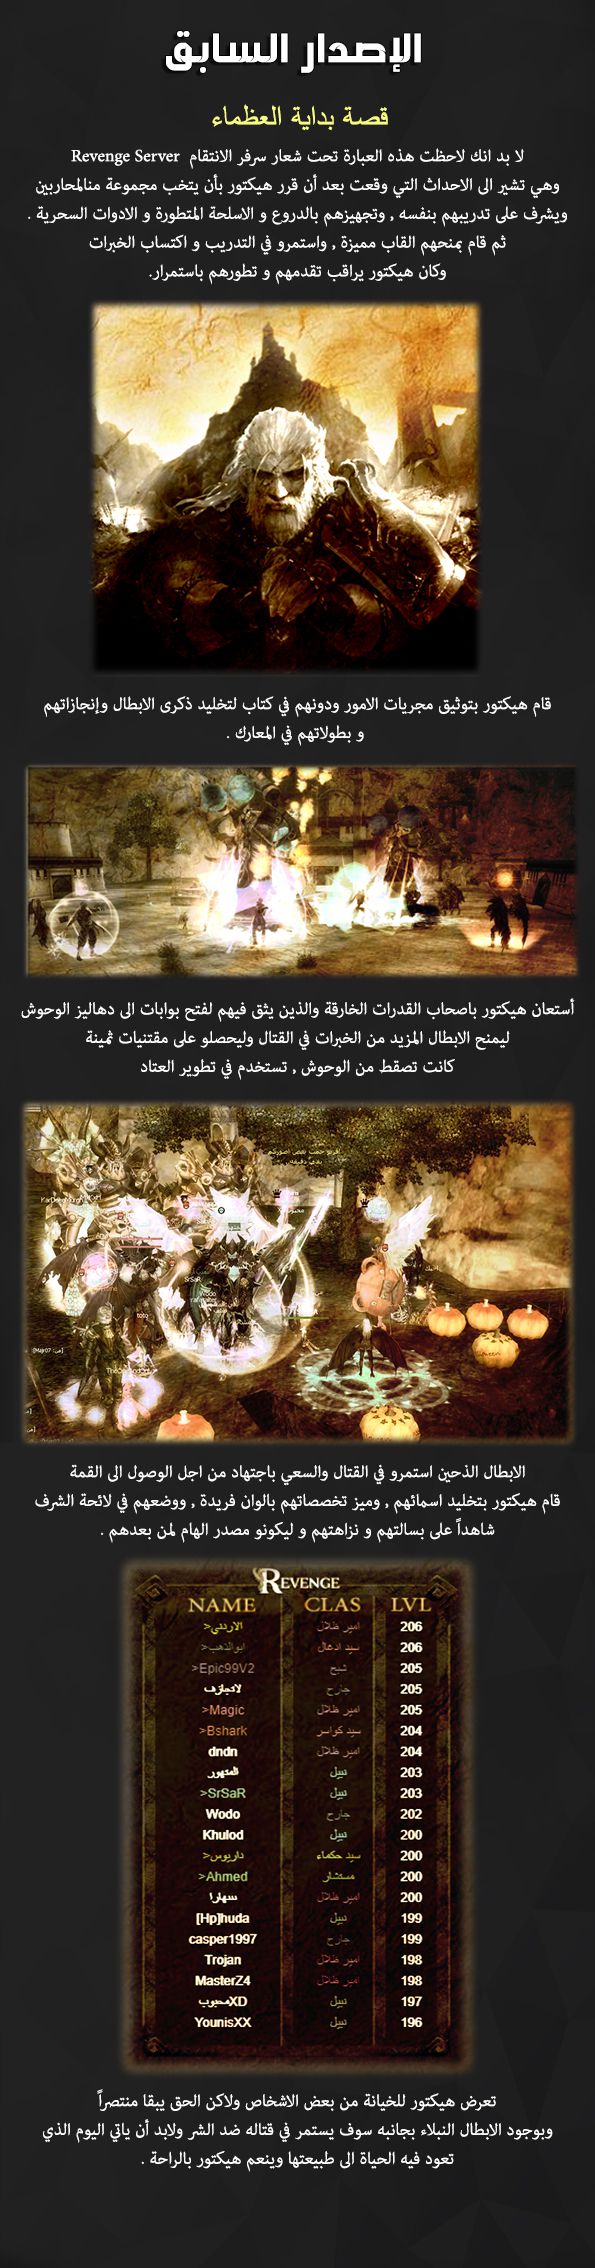 الإصدار السابق
قصة بداية العظماء
لا بد انك لاحظت هذه العبارة تحت شعار سرفر الانتقام Revenge Server
وهي تشير الى الاحداث التي وقعت بعد أن قرر هيكتور بأن يتخب مجموعة منالمحاربين
ويشرف على تدريبهم بنفسه , وتجهيزهم بالدروع و الاسلحة المتطورة و الادوات السحرية .
ثم قام بمنحهم القاب مميزة , واستمرو في التدريب و اكتساب الخبرات
وكان هيكتور يراقب تقدمهم و تطورهم باستمرار.
قام هيكتور بتوثيق مجريات الامور ودونهم في كتاب لتخليد ذكرى الابطال وإنجازاتهم
و بطولاتهم في المعارك .
أستعان هيكتور باصحاب القدرات الخارقة والذين يثق فيهم لفتح بوابات الى دهاليز الوحوش
ليمنح الابطال المزيد من الخبرات في القتال وليحصلو على مقتنيات ثمينة
كانت تصقط من الوحوش , تستخدم في تطوير العتاد
SrSaR
Wodo
toto
الابطال الذحين استمرو في القتال والسعي باجتهاد من اجل الوصول الى القمة
قام هيكتور بتخليد اسمائهم , وميز تخصصاتهم بالوان فريدة , ووضعهم في لائحة الشرف
شاهداً على بسالتهم و نزاهتهم و ليكونو مصدر الهام لمن بعدهم .
REVENGE
NAME CLAS LVL
الاردني> امير ظلال 206
ابوالذهب> سيد ادغال 206
<Epic99V2 شبح 205
لاتجازف جارح 205
<Magic امير ظلال 205
<Bshark سيد كواسر 204
dndn امير ظلال 204
المتهور نبيل 203
<SrSaR نبيل 203
Wodo جارح 202
Khulod نبيل 200
داريوس> سيد حكماء 200
<Ahmed مستشار 200
سهارا امير ظلال 200
[Hp]huda نبيل 199
casper1997 جارح 199
Trojan امير ظلال 198
MasterZ4 امير ظلال 198
محبوبXD نبيل 197
YounisXX نبيل 196
تعرض هيكتور للخيانة من بعض الاشخاص ولاكن الحق يبقا منتصراً
وبوجود الابطال النبلاء بجانبه سوف يستمر في قتاله ضد الشر ولابد أن ياتي اليوم الذي
تعود فيه الحياة الى طبيعتها وينعم هيكتور بالراحة .